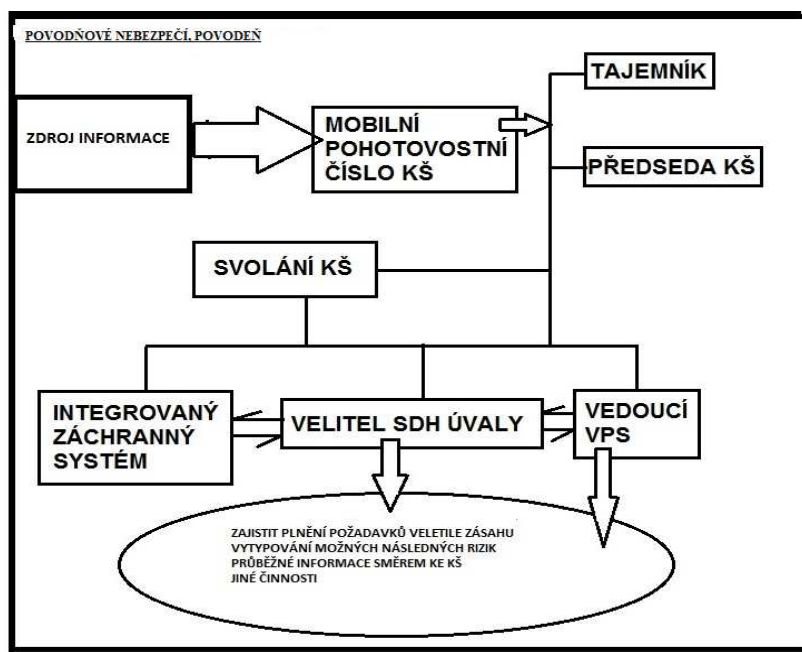 POVODŇOVÉ NEBEZPEČÍ, POVODEŇ
TAJEMNÍK
ZDROJ INFORMACE
MOBILNÍ
POHOTOVOSTNÍ
ČÍSLO KŠ
PŘEDSEDA KŠ
SVOLÁNÍ KŠ
INTEGROVANÝ
ZÁCHRANNÝ
SYSTÉM
VELITEL SDH ÚVALY
VEDOUCÍ
VPS
ZAJISTIT PLNĚNÍ POŽADAVKŮ VELETILE ZÁSAHU
VYTYPOVÁNÍ MOŽNÝCH NÁSLEDNÝCH RIZIK
PRŮBĚŽNÉ INFORMACE SMĚREM KE KŠ
JINÉ ČINNOSTI